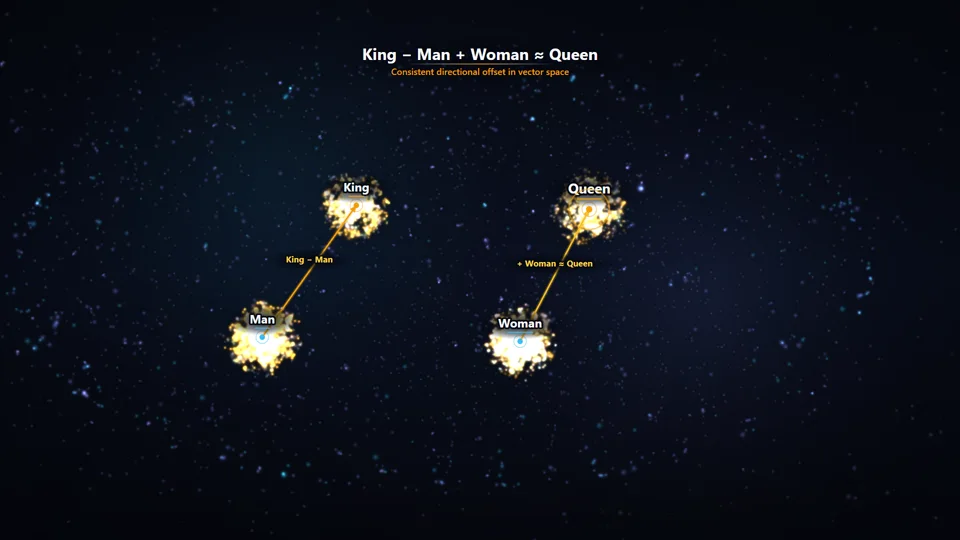 King − Man + Woman ≈ Queen
Consistent directional offset in vector space
King
Queen
King − Man
+ Woman ≈ Queen
Man
Woman